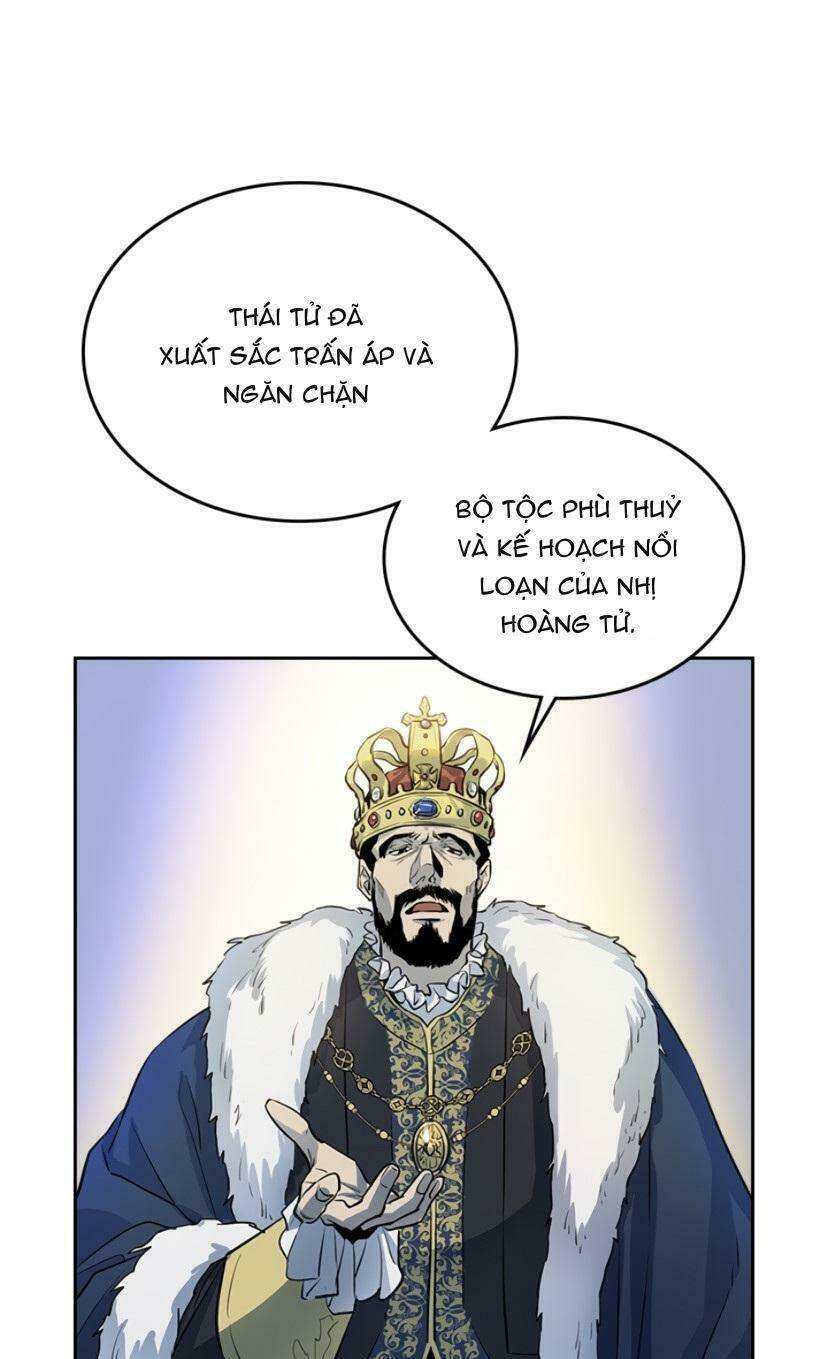 THÁI TỬ ĐÃ
XUẤT SẮC TRẤN ÁP VÀ
NGĂN CHẶN
BỘ TỘC PHÙ THUỶ
VÀ KẾ HOẠCH NỔI
LOẠN CỦA NHỊ
HOÀNG TỬ.